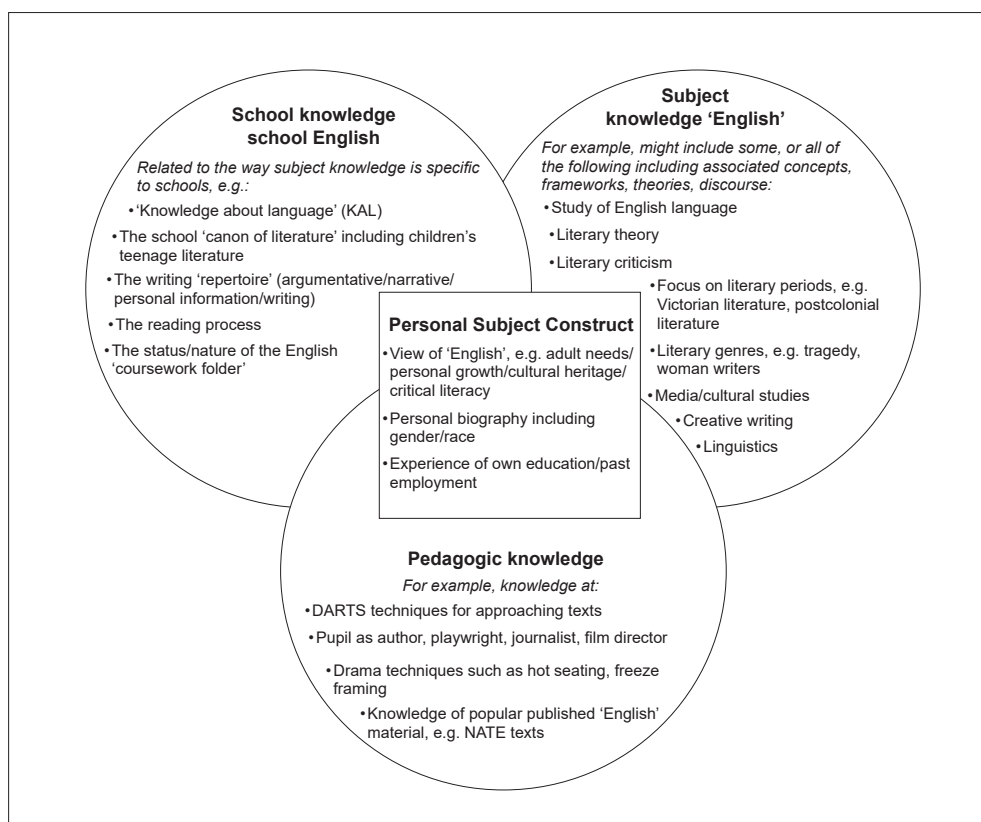 School knowledge
school English
Related to the way subject knowledge is specific
to schools, e.g.:
•‘Knowledge about language’ (KAL)
•The school ‘canon of literature’ including children’s
teenage literature
•The writing ‘repertoire’ (argumentative/narrative/
personal information/writing)
•The reading process
•The status/nature of the English
‘coursework folder’
Subject
knowledge ‘English’
For example, might include some, or all of
the following including associated concepts,
frameworks, theories, discourse:
•Study of English language
•Literary theory
•Literary criticism
•Focus on literary periods, e.g.
Victorian literature, postcolonial
literature
•Literary genres, e.g. tragedy,
woman writers
•Media/cultural studies
•Creative writing
•Linguistics
Personal Subject Construct
•View of ‘English’, e.g. adult needs/
personal growth/cultural heritage/
critical literacy
•Personal biography including
gender/race
•Experience of own education/past
employment
Pedagogic knowledge
For example, knowledge at:
•DARTS techniques for approaching texts
•Pupil as author, playwright, journalist, film director
•Drama techniques such as hot seating, freeze
framing
•Knowledge of popular published ‘English’
material, e.g. NATE texts